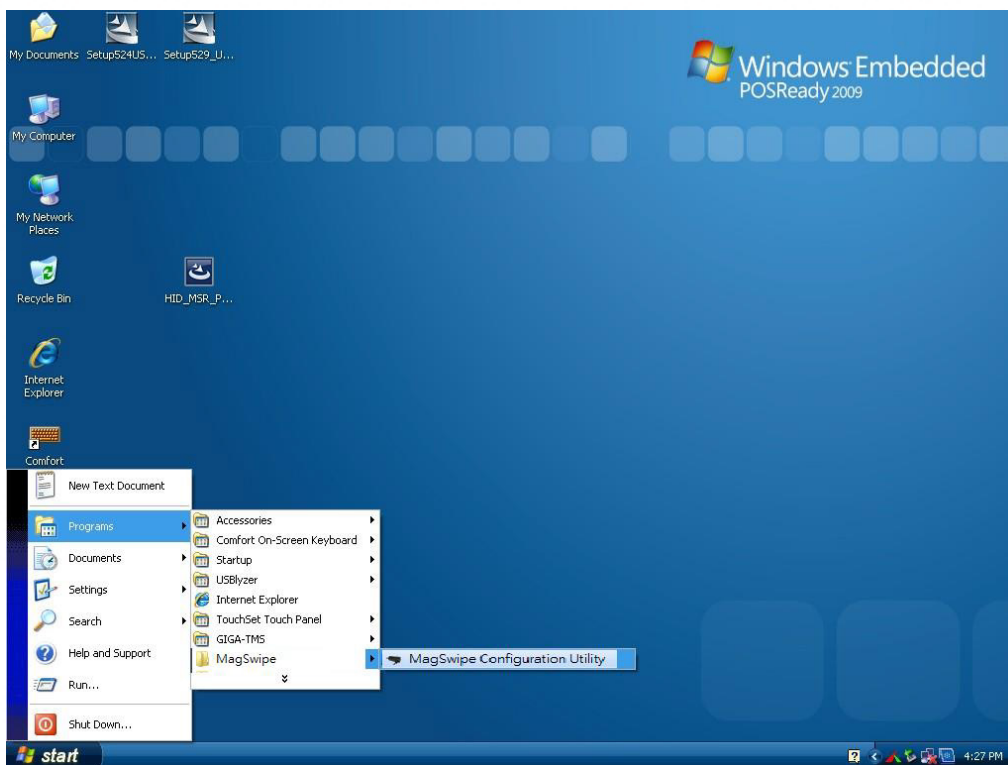 My Documents
Setup524US...
Setup529_U...
Windows Embedded
POSReady 2009
My Computer
My Network
Places
Recycle Bin
HID_MSR_P...
Internet
Explorer
Comfort
New Text Document
Programs
Documents
Settings
Search
Help and Support
Run...
Shut Down...
Accessories
Comfort On-Screen Keyboard
Startup
USBlyzer
Internet Explorer
TouchSet Touch Panel
GIGA-TMS
MagSwipe
MagSwipe Configuration Utility
start
4:27 PM